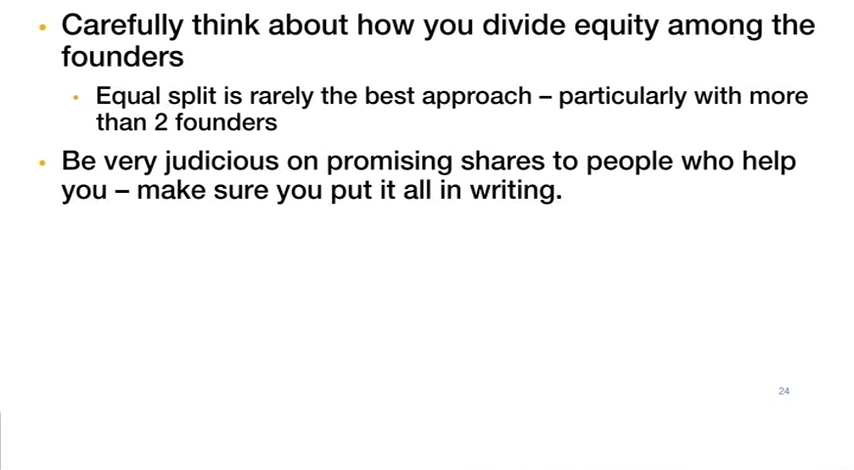 • Carefully think about how you divide equity among the
founders
• Equal split is rarely the best approach – particularly with more
than 2 founders
• Be very judicious on promising shares to people who help
you – make sure you put it all in writing.
24